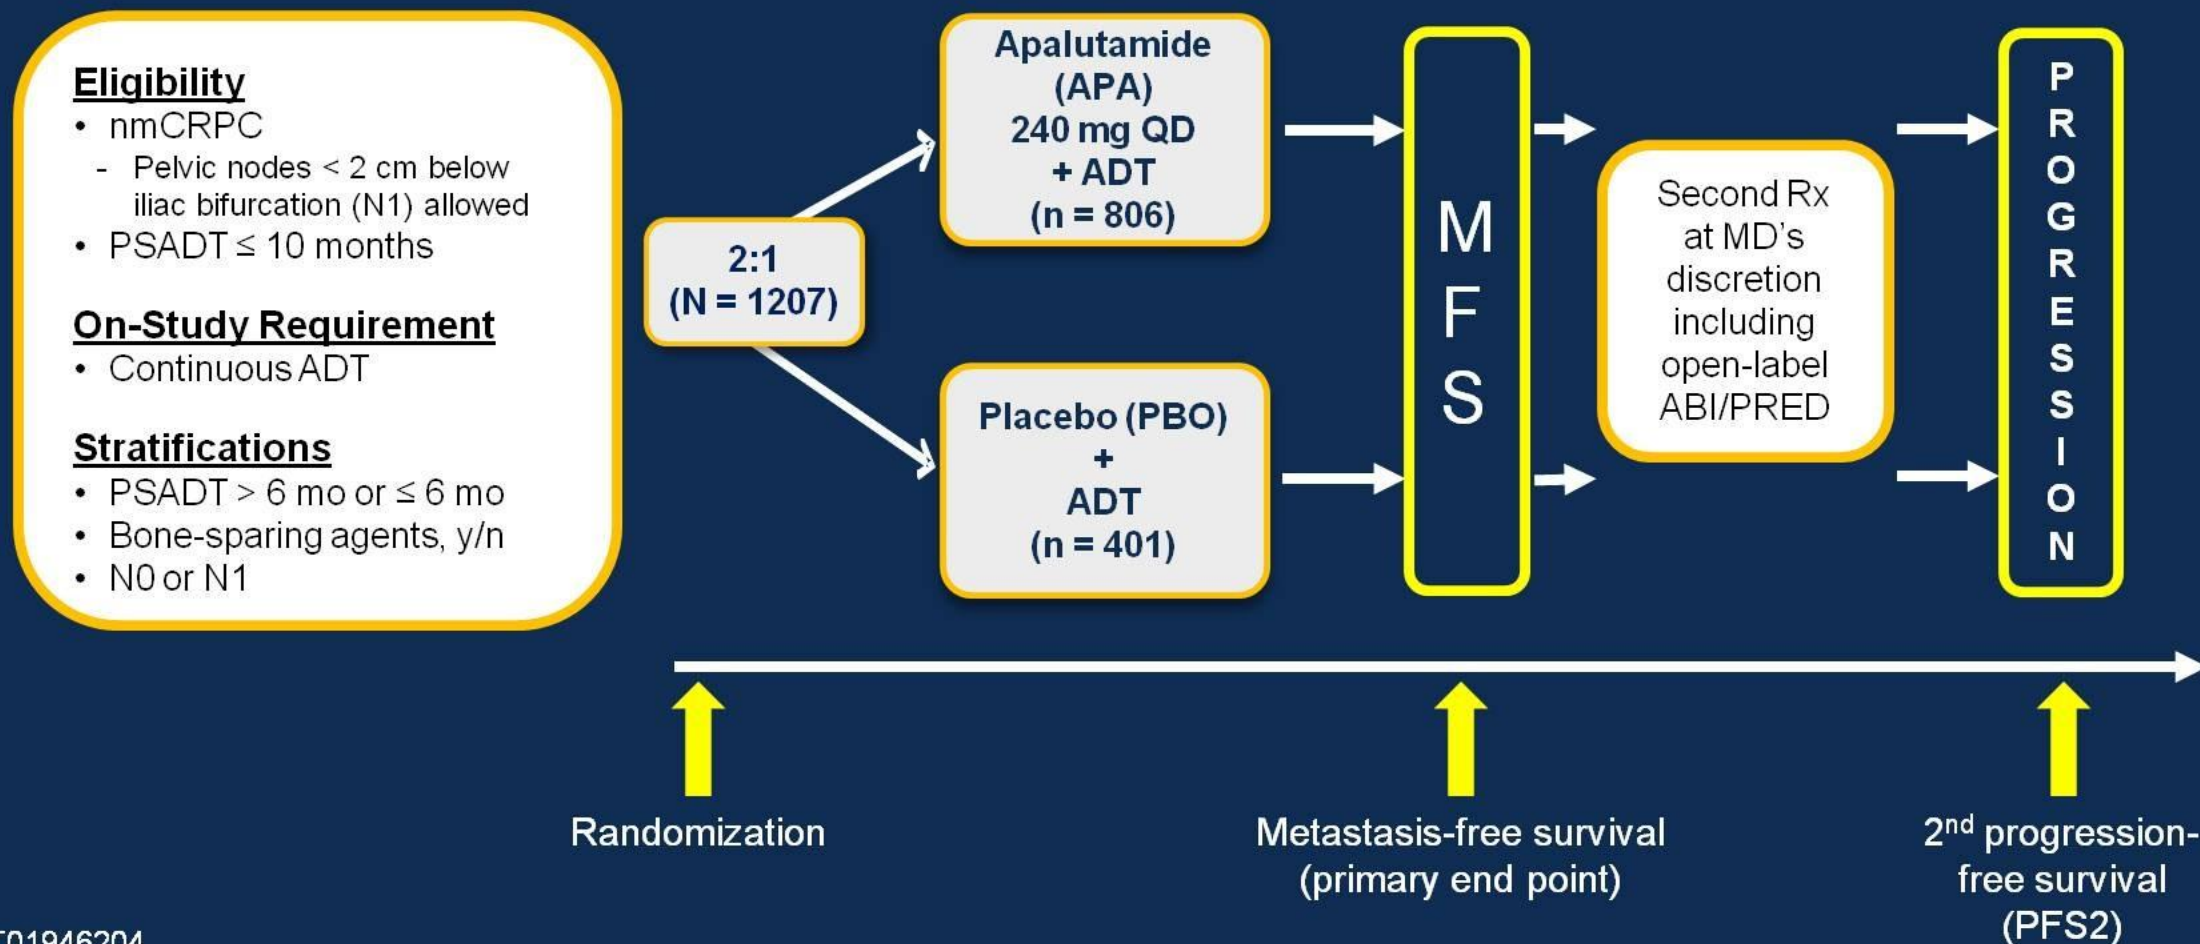 Eligibility
• nmCRPC
- Pelvic nodes < 2 cm below
iliac bifurcation (N1) allowed
• PSADT ≤ 10 months
On-Study Requirement
• Continuous ADT
Stratifications
• PSADT > 6 mo or ≤ 6 mo
• Bone-sparing agents, y/n
• N0 or N1
2:1
(N = 1207)
Apalutamide
(APA)
240 mg QD
+ ADT
(n = 806)
Placebo (PBO)
+
ADT
(n = 401)
M
F
S
Second Rx
at MD's
discretion
including
open-label
ABI/PRED
P
R
O
G
R
E
S
S
I
O
N
Randomization
Metastasis-free survival
(primary end point)
2nd progression-
free survival
(PFS2)
T01946204